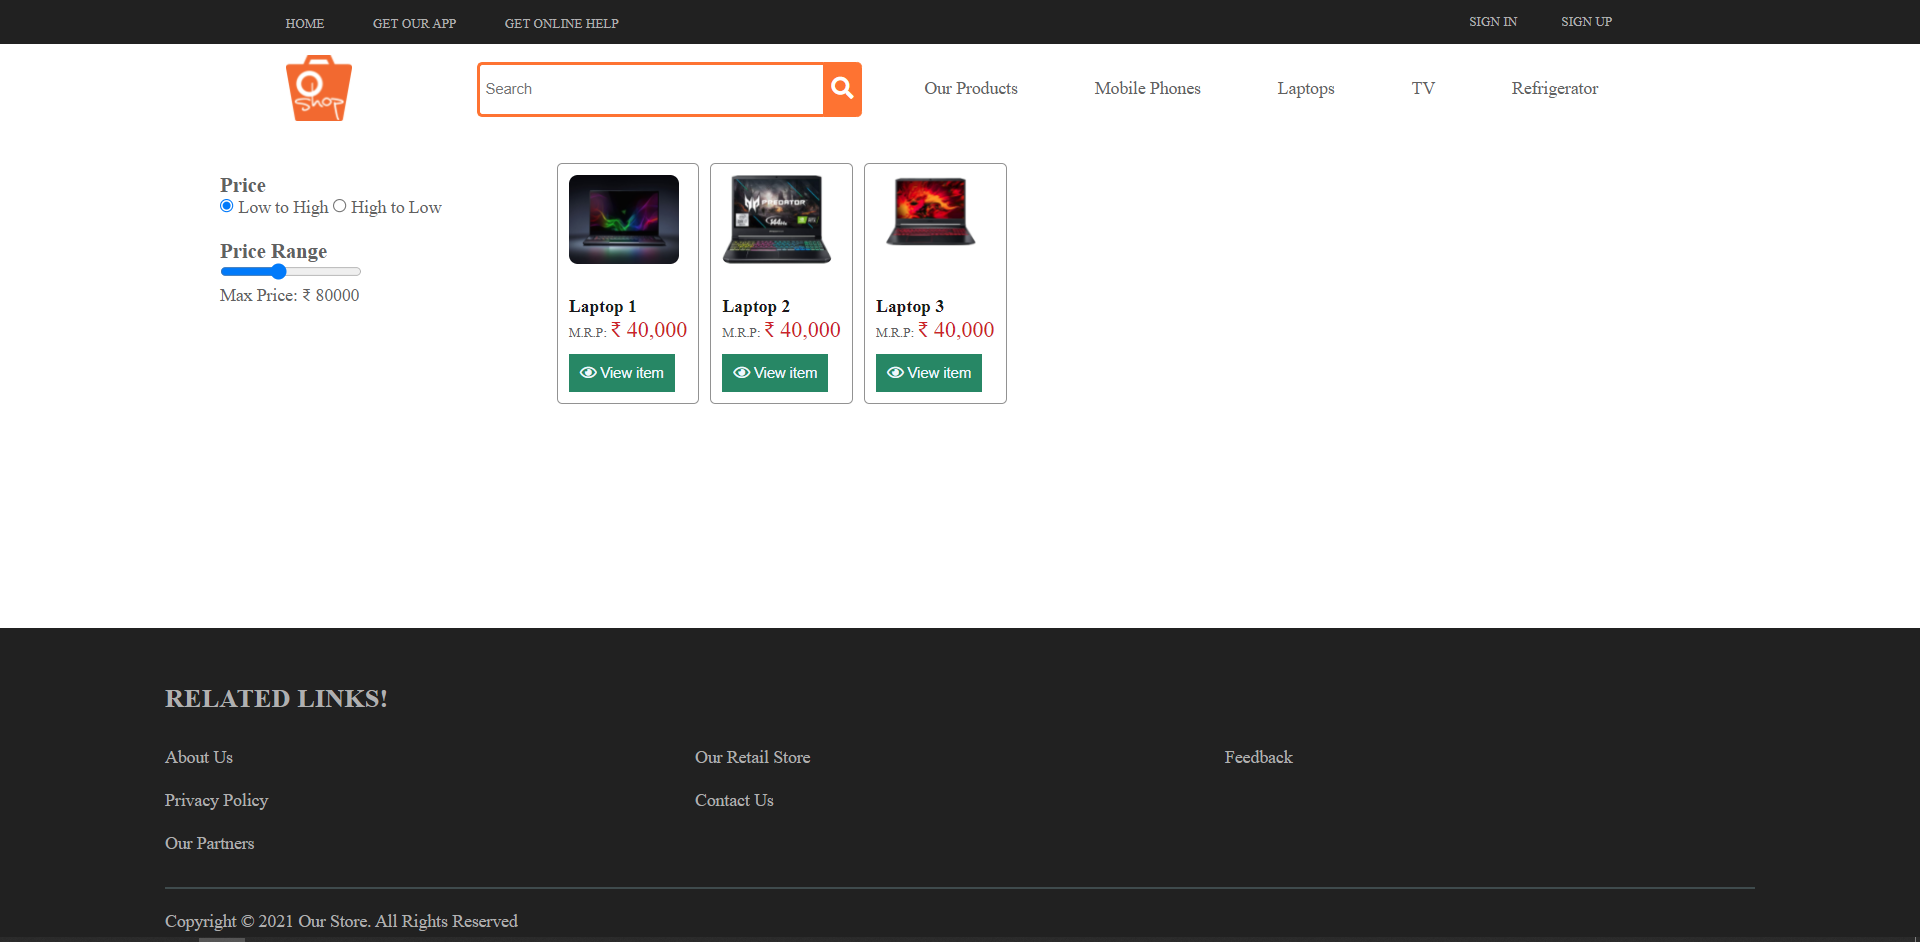 HOME GET OUR APP GET ONLINE HELP SIGN IN SIGN UP
O Shop
Search
Our Products Mobile Phones Laptops TV Refrigerator
Price
Low to High High to Low
Price Range
Max Price: ₹ 80000
PREDATOR
Laptop 1
M.R.P: ₹ 40,000
View item
Laptop 2
M.R.P: ₹ 40,000
View item
Laptop 3
M.R.P: ₹ 40,000
View item
RELATED LINKS!
About Us Our Retail Store Feedback
Privacy Policy Contact Us
Our Partners
Copyright © 2021 Our Store. All Rights Reserved